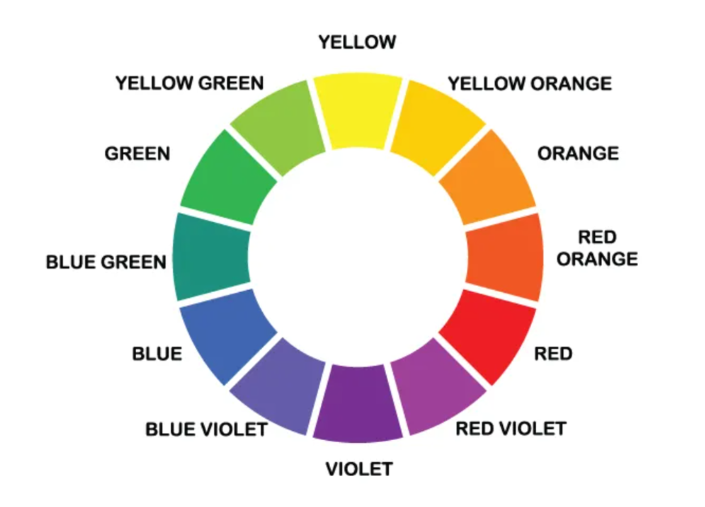 YELLOW
YELLOW GREEN
YELLOW ORANGE
GREEN
ORANGE
RED
ORANGE
BLUE GREEN
BLUE
RED
BLUE VIOLET
RED VIOLET
VIOLET